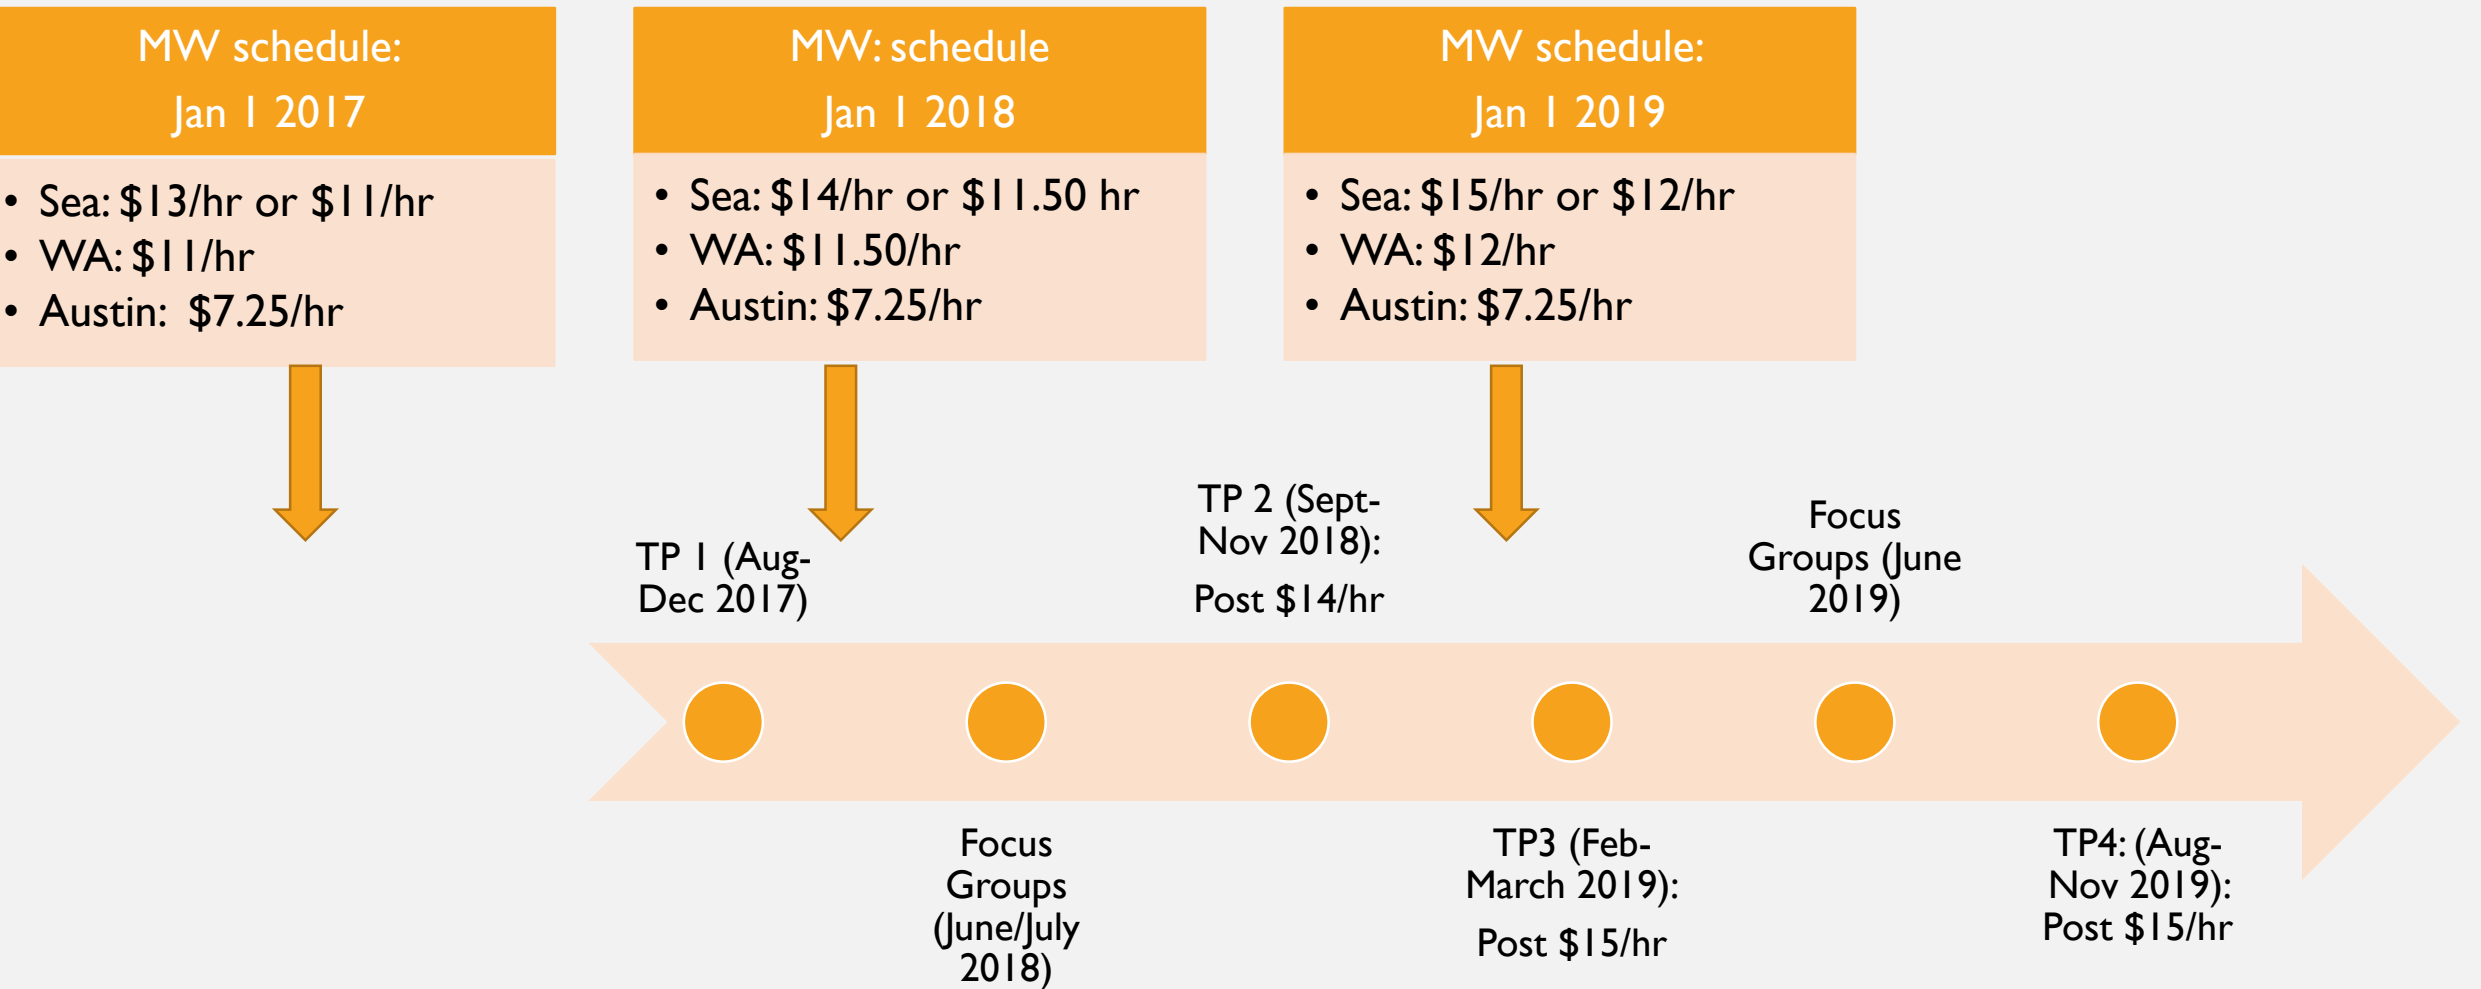 MW schedule:
Jan 1 2017
• Sea: $13/hr or $11/hr
• WA: $11/hr
• Austin: $7.25/hr
MW: schedule
Jan 1 2018
• Sea: $14/hr or $11.50 hr
• WA: $11.50/hr
• Austin: $7.25/hr
MW schedule:
Jan 1 2019
• Sea: $15/hr or $12/hr
• WA: $12/hr
• Austin: $7.25/hr
TP 1 (Aug-
Dec 2017)
Focus
Groups
(June/July
2018)
TP 2 (Sept-
Nov 2018):
Post $14/hr
TP3 (Feb-
March 2019):
Post $15/hr
Focus
Groups (June
2019)
TP4: (Aug-
Nov 2019):
Post $15/hr